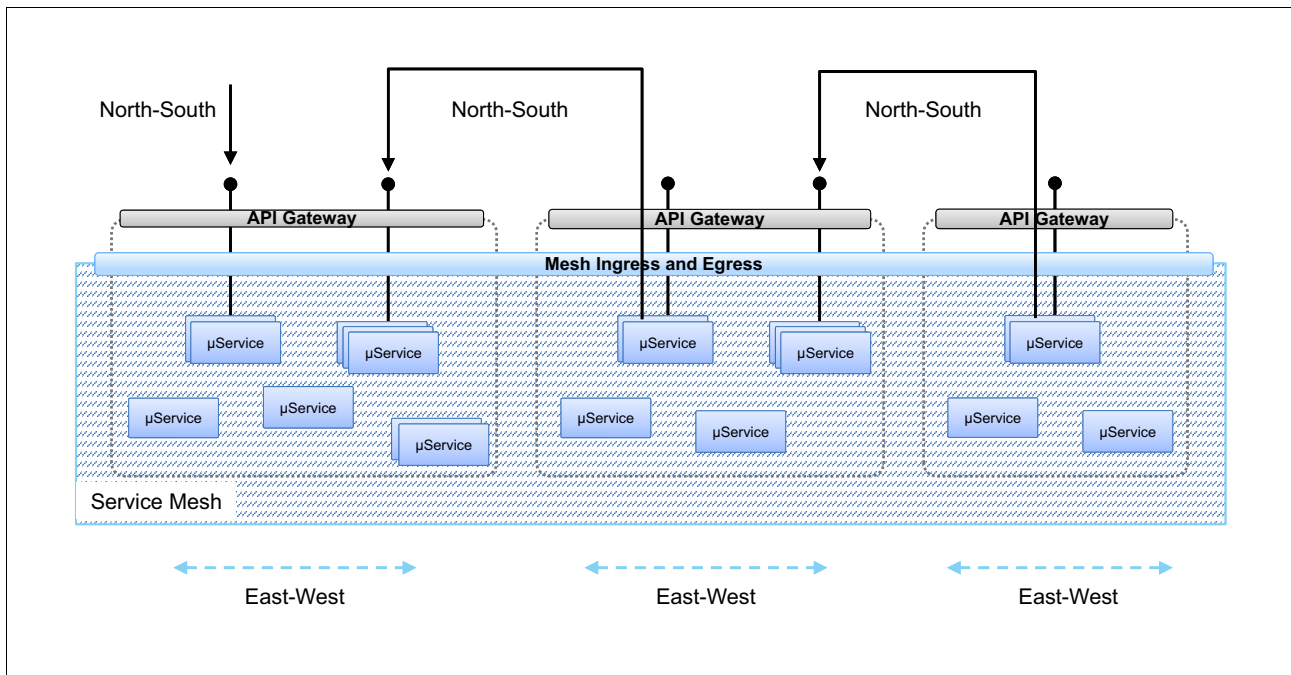 North-South
North-South
North-South
API Gateway
API Gateway
API Gateway
Mesh Ingress and Egress
µService
µService
µService
µService
µService
µService
µService
µService
µService
µService
µService
µService
Service Mesh
East-West
East-West
East-West